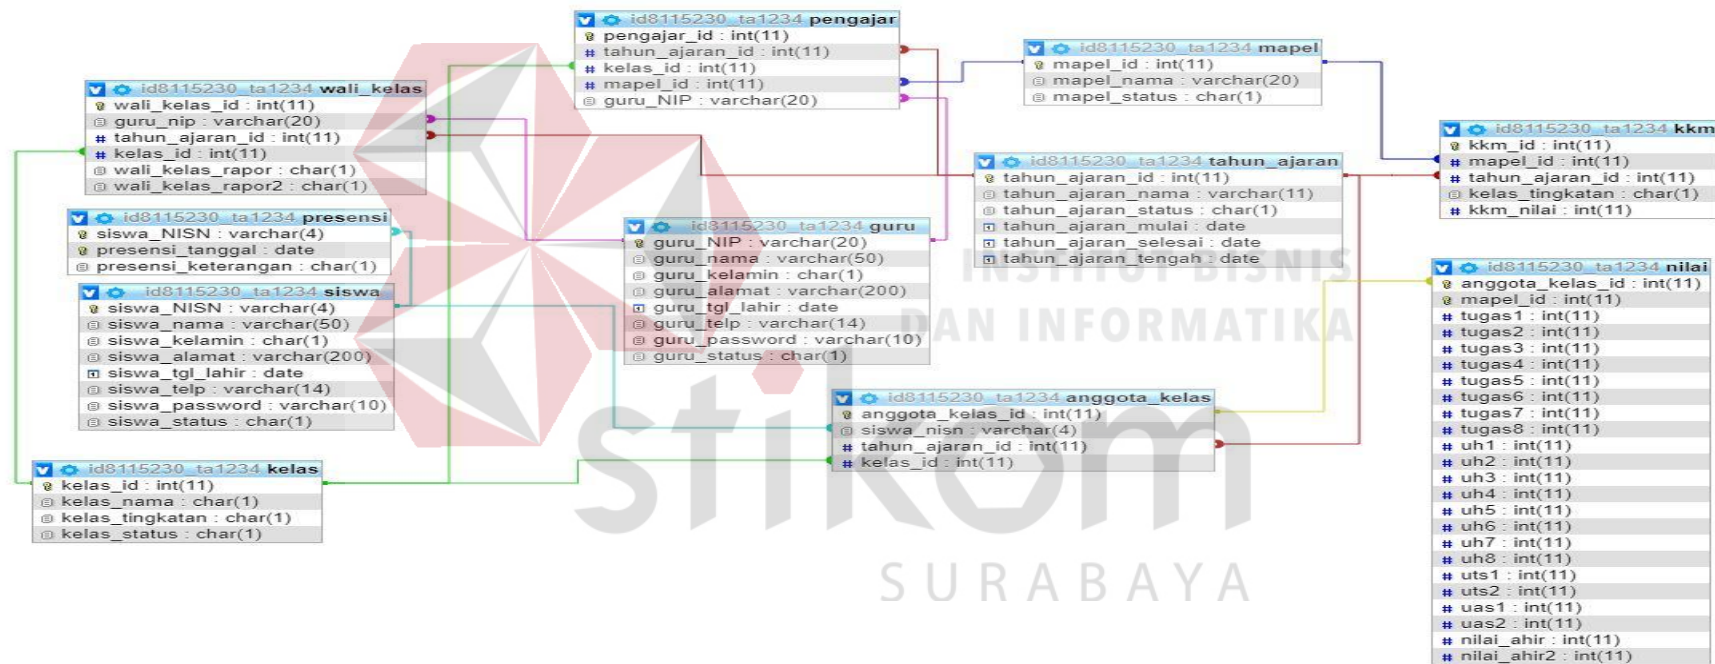 id8115230_ta1234 pengajar
pengajar_id : int(11)
tahun_ajaran_id : int(11)
kelas_id : int(11)
mapel_id : int(11)
guru_NIP : varchar(20)
id8115230_ta1234 mapel
mapel_id : int(11)
mapel_nama : varchar(20)
mapel_status : char(1)
id8115230_ta1234 wali_kelas
wali_kelas_id : int(11)
guru_nip : varchar(20)
tahun_ajaran_id : int(11)
kelas_id : int(11)
wali_kelas_rapor : char(1)
wali_kelas_rapor2 : char(1)
id8115230_ta1234 kkm
kkm_id : int(11)
mapel_id : int(11)
tahun_ajaran_id : int(11)
kelas_tingkatan : char(1)
kkm_nilai : int(11)
id8115230_ta1234 tahun_ajaran
tahun_ajaran_id : int(11)
tahun_ajaran_nama : varchar(11)
tahun_ajaran_status : char(1)
tahun_ajaran_mulai : date
tahun_ajaran_selesai : date
tahun_ajaran_tengah : date
id8115230_ta1234 presensi
siswa_NISN : varchar(4)
presensi_tanggal : date
presensi_keterangan : char(1)
id8115230_ta1234 guru
guru_NIP : varchar(20)
guru_nama : varchar(50)
guru_kelamin : char(1)
guru_alamat : varchar(200)
guru_tgl_lahir : date
guru_telp : varchar(14)
guru_password : varchar(10)
guru_status : char(1)
id8115230_ta1234 siswa
siswa_NISN : varchar(4)
siswa_nama : varchar(50)
siswa_kelamin : char(1)
siswa_alamat : varchar(200)
siswa_tgl_lahir : date
siswa_telp : varchar(14)
siswa_password : varchar(10)
siswa_status : char(1)
id8115230_ta1234 nilai
anggota_kelas_id : int(11)
mapel_id : int(11)
tugas1 : int(11)
tugas2 : int(11)
tugas3 : int(11)
tugas4 : int(11)
tugas5 : int(11)
tugas6 : int(11)
tugas7 : int(11)
tugas8 : int(11)
uh1 : int(11)
uh2 : int(11)
uh3 : int(11)
uh4 : int(11)
uh5 : int(11)
uh6 : int(11)
uh7 : int(11)
uh8 : int(11)
uts1 : int(11)
uts2 : int(11)
uas1 : int(11)
uas2 : int(11)
nilai_ahir : int(11)
nilai_ahir2 : int(11)
id8115230_ta1234 anggota_kelas
anggota_kelas_id : int(11)
siswa_nisn : varchar(4)
tahun_ajaran_id : int(11)
kelas_id : int(11)
id8115230_ta1234 kelas
kelas_id : int(11)
kelas_nama : char(1)
kelas_tingkatan : char(1)
kelas_status : char(1)
INSTITUT BISNIS
DAN INFORMATIKA
stikom
SURABAYA